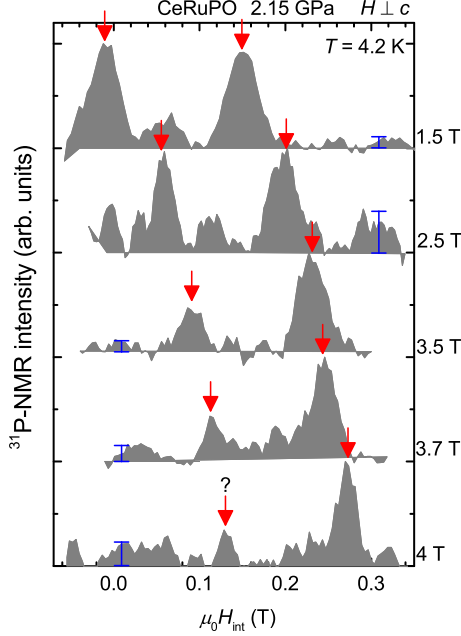 CeRuPO 2.15 GPa H ⊥ c
T = 4.2 K
1.5 T
2.5 T
3.5 T
3.7 T
?
4 T
³¹P-NMR intensity (arb. units)
0.0 0.1 0.2 0.3
μ₀H_int (T)